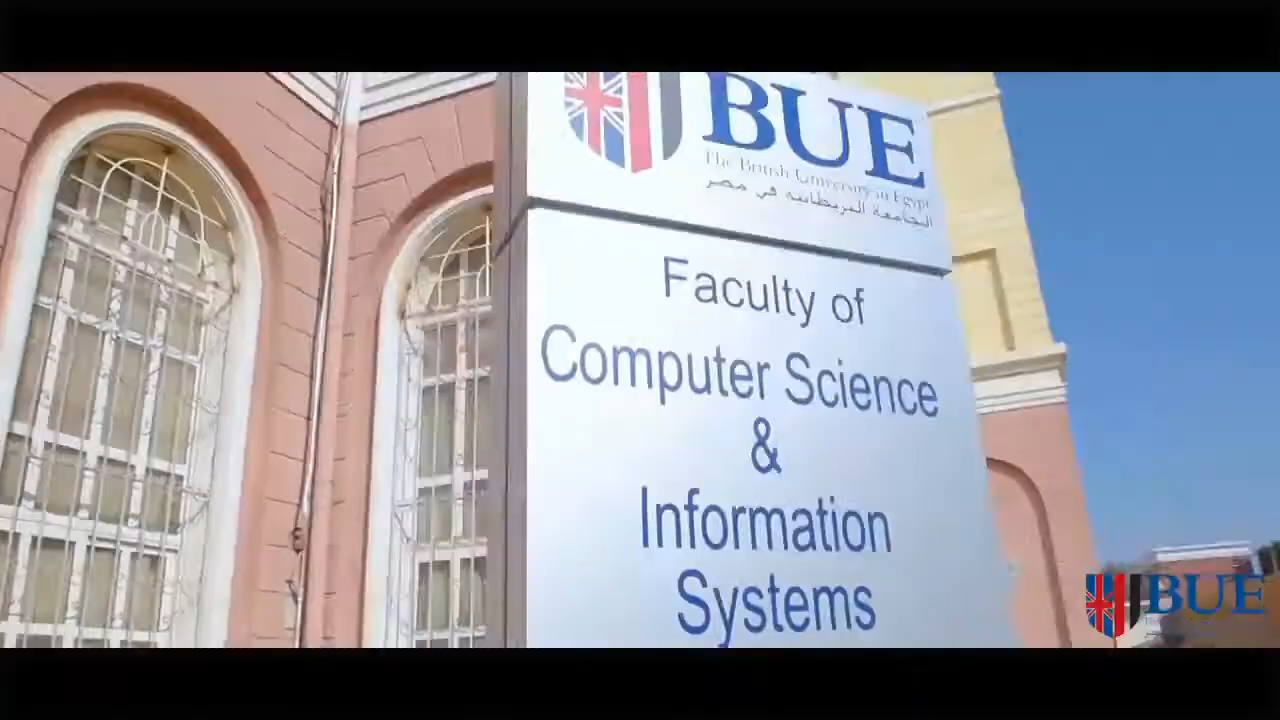 BUE
The British University in Egypt
الجامعة البريطانية في مصر
Faculty of
Computer Science
&
Information
Systems
BUE